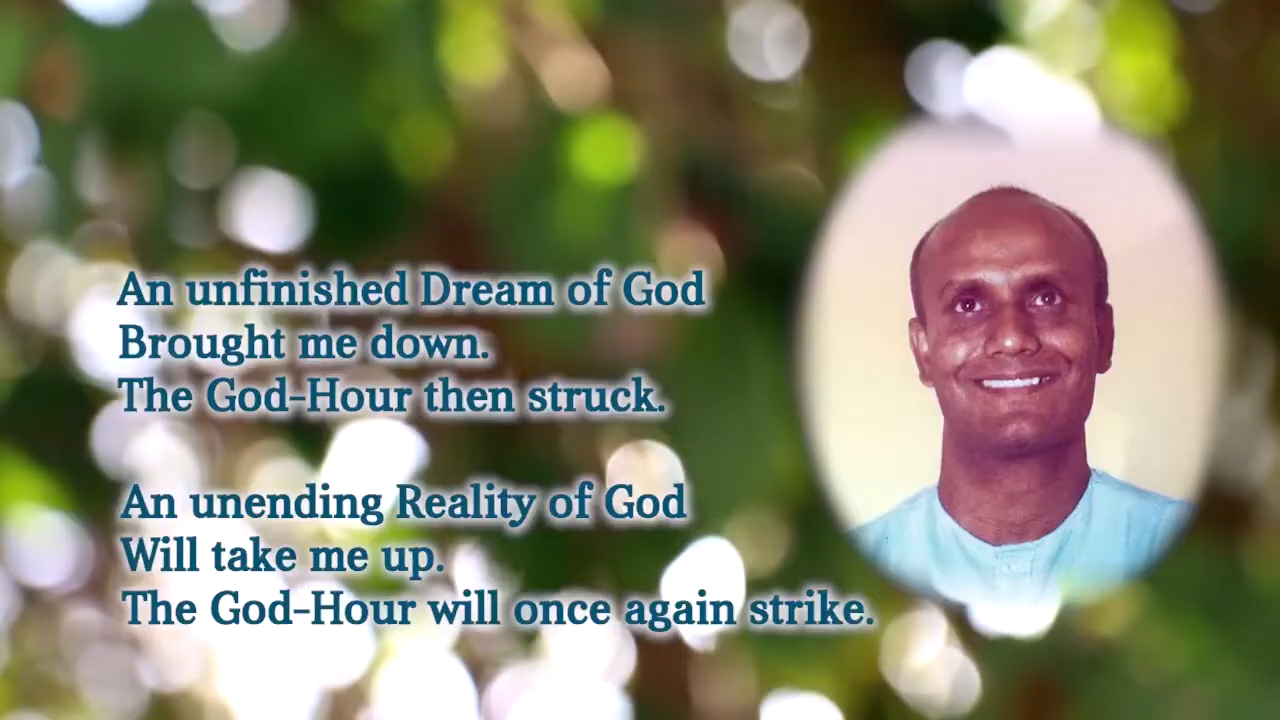 An unfinished Dream of God
Brought me down.
The God-Hour then struck.
An unending Reality of God
Will take me up.
The God-Hour will once again strike.